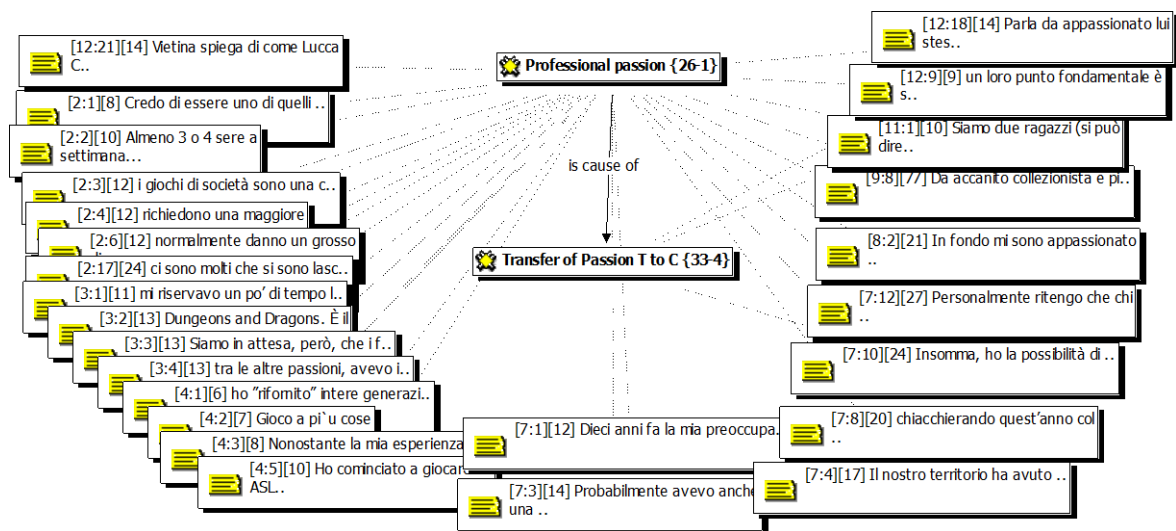 [12:21][14] Vietina spiega di come Lucca
C..
[2:1][8] Credo di essere uno di quelli ..
[2:2][10] Almeno 3 o 4 sere a
settimana...
[2:3][12] i giochi di società sono una c..
[2:4][12] richiedono una maggiore
[2:6][12] normalmente danno un grosso
[2:17][24] ci sono molti che si sono lasc..
[3:1][11] mi riservavo un po' di tempo l..
[3:2][13] Dungeons and Dragons. È il
[3:3][13] Siamo in attesa, però, che i f..
[3:4][13] tra le altre passioni, avevo i..
[4:1][6] ho "rifornito" intere generazi..
[4:2][7] Gioco a pi`u cose
[4:3][8] Nonostante la mia esperienza
[4:5][10] Ho cominciato a giocar
ASL..
Professional passion {26-1}
is cause of
Transfer of Passion T to C {33-4}
[7:1][12] Dieci anni fa la mia preoccupa.
[7:3][14] Probabilmente avevo anche
una ..
[12:18][14] Parla da appassionato lui
stes..
[12:9][9] un loro punto fondamentale è
s..
[11:1][10] Siamo due ragazzi (si può
dire..
[9:8][77] Da accanito collezionista e pi..
[8:2][21] In fondo mi sono appassionato
..
[7:12][27] Personalmente ritengo che chi
..
[7:10][24] Insomma, ho la possibilità di ..
[7:8][20] chiacchierando quest'anno col
..
[7:4][17] Il nostro territorio ha avuto ..